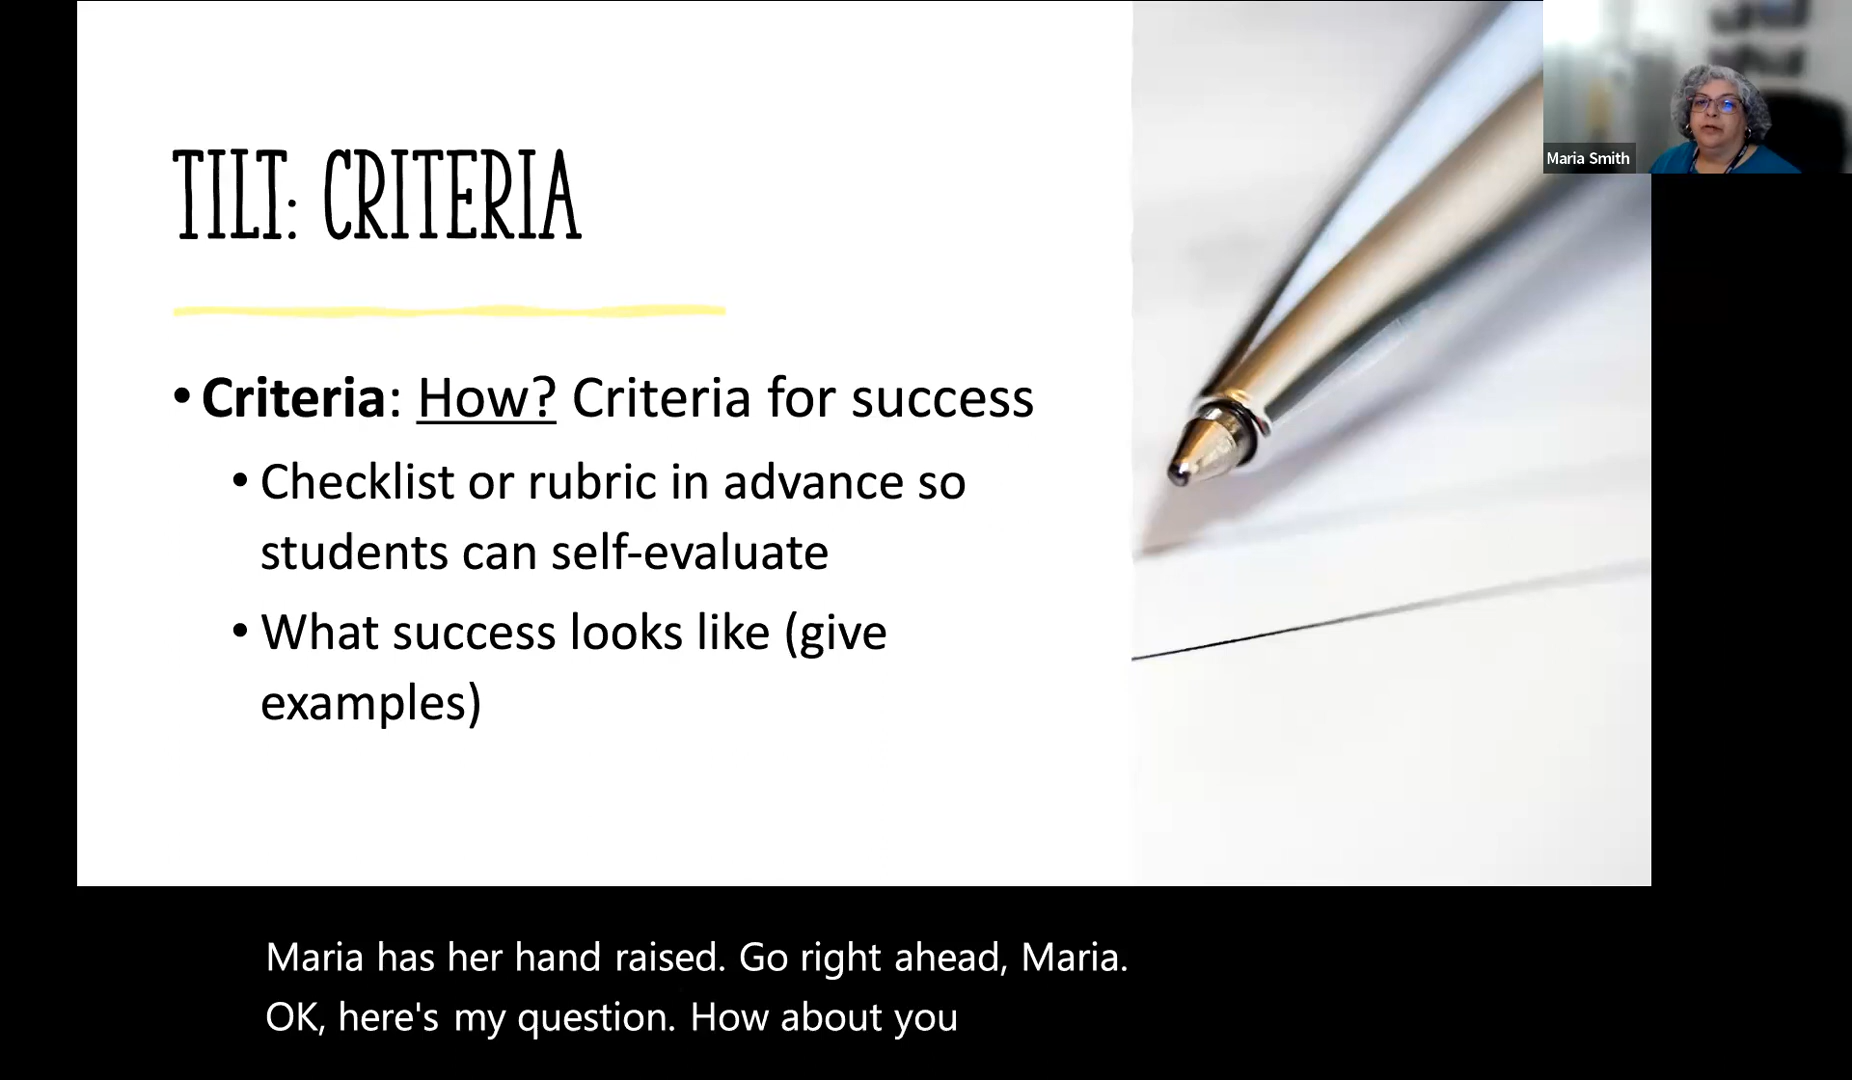 TILT: CRITERIA
• Criteria: How? Criteria for success
• Checklist or rubric in advance so
students can self-evaluate
• What success looks like (give
examples)
Maria Smith
Maria has her hand raised. Go right ahead, Maria.
OK, here's my question. How about you